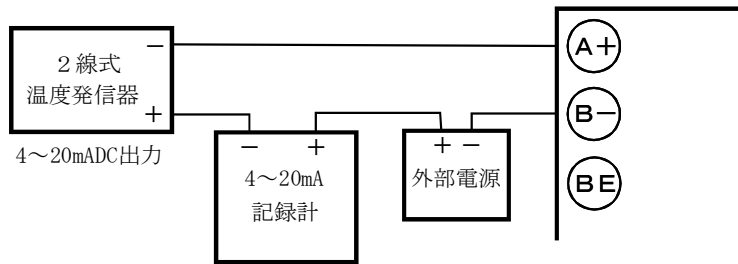 −
2線式
温度発信器
+
4～20mADC出力
− +
4～20mA
記録計
+ −
外部電源
A+
B−
BE